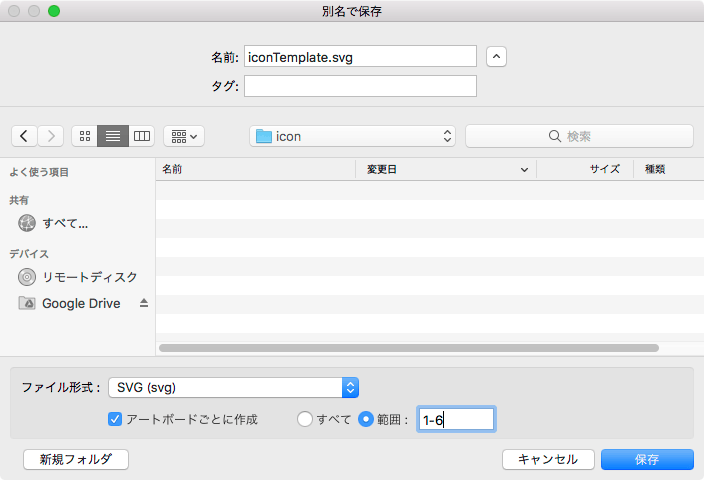 別名で保存
名前: iconTemplate.svg
タグ:
icon
検索
よく使う項目
共有
すべて...
デバイス
リモートディスク
Google Drive
名前 変更日 サイズ 種類
ファイル形式： SVG (svg)
アートボードごとに作成 すべて 範囲： 1-6
新規フォルダ キャンセル 保存